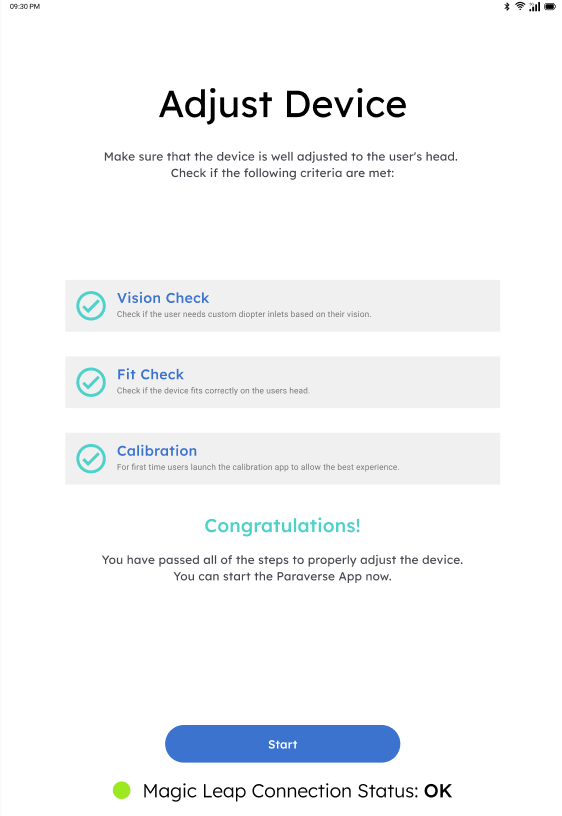 09:30 PM
Adjust Device
Make sure that the device is well adjusted to the user's head.
Check if the following criteria are met:
Vision Check
Check if the user needs custom diopter inlets based on their vision.
Fit Check
Check if the device fits correctly on the users head.
Calibration
For first time users launch the calibration app to allow the best experience.
Congratulations!
You have passed all of the steps to properly adjust the device.
You can start the Paraverse App now.
Start
Magic Leap Connection Status: OK